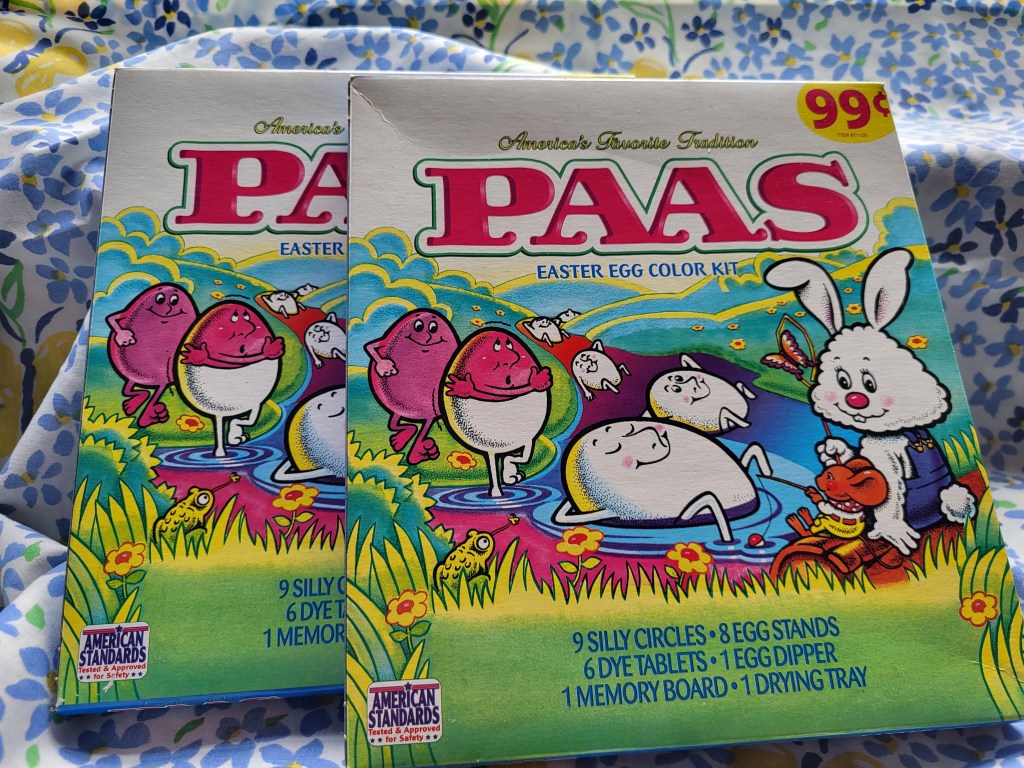 America's
PA
EASTER
9 SILLY C
6 DYE T
1 MEMOR
AMERICAN
STANDARDS
Tested & Approved
for Safety
99¢
America's Favorite Tradition
PAAS
EASTER EGG COLOR KIT
9 SILLY CIRCLES • 8 EGG STANDS
6 DYE TABLETS • 1 EGG DIPPER
1 MEMORY BOARD • 1 DRYING TRAY
AMERICAN
STANDARDS
Tested & Approved
for Safety